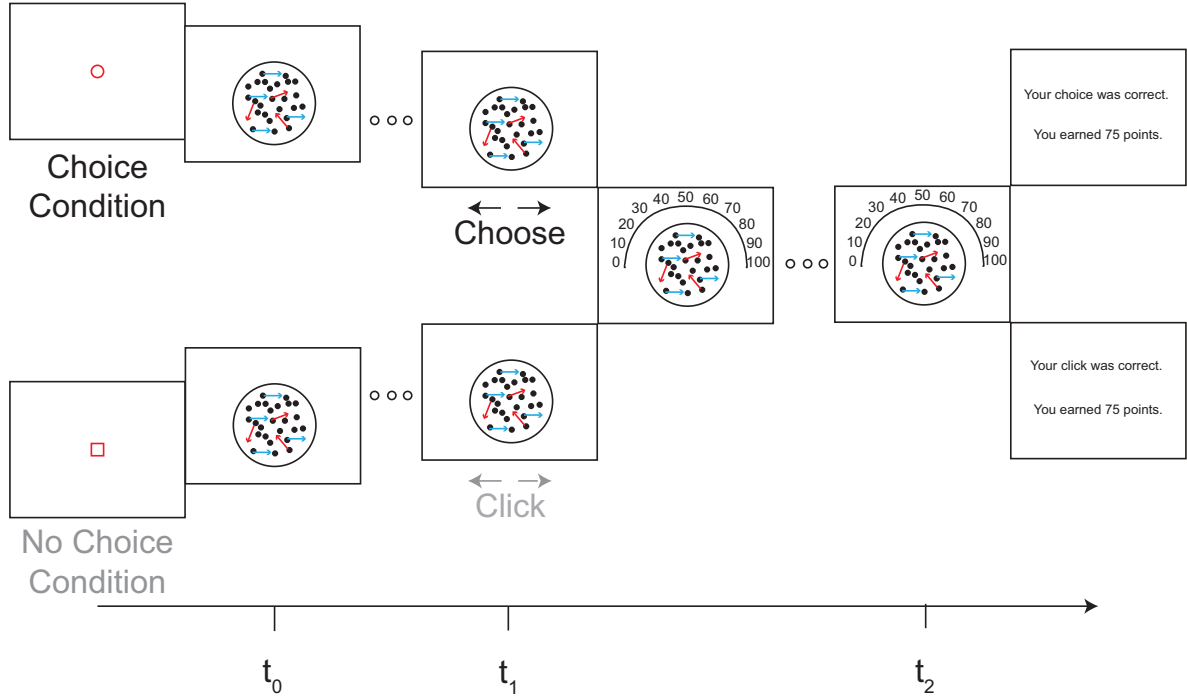 Choice
Condition
Choose
0 10 20 30 40 50 60 70 80 90 100
0 10 20 30 40 50 60 70 80 90 100
Your choice was correct.
You earned 75 points.
No Choice
Condition
Click
Your click was correct.
You earned 75 points.
t0
t1
t2